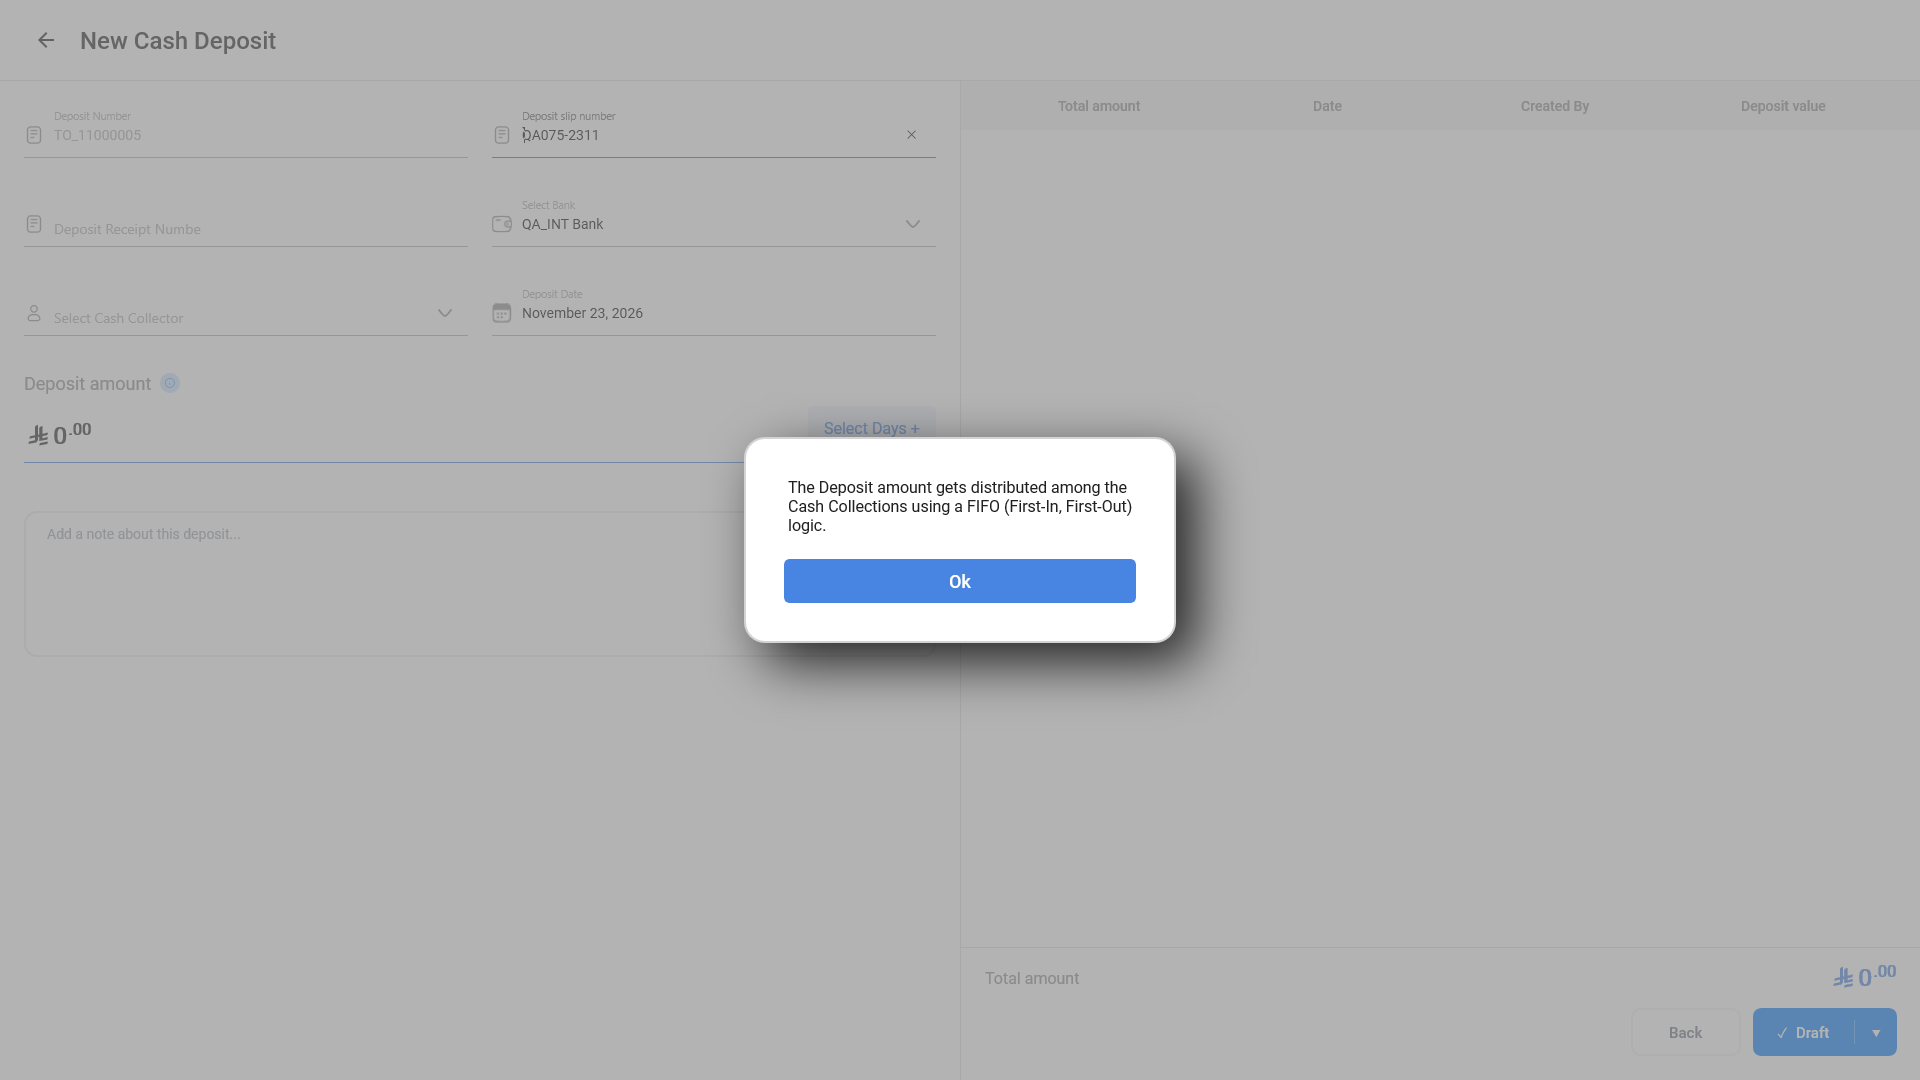 New Cash Deposit
Deposit Number
TO_11000005
Deposit slip number
QA075-2311
Deposit Receipt Numbe
Select Bank
QA_INT Bank
Select Cash Collector
Deposit Date
November 23, 2026
Deposit amount
0.00
Select Days +
Add a note about this deposit...
Total amount Date Created By Deposit value
The Deposit amount gets distributed among the
Cash Collections using a FIFO (First-In, First-Out)
logic.
Ok
Total amount
0.00
Back
✓ Draft ▼